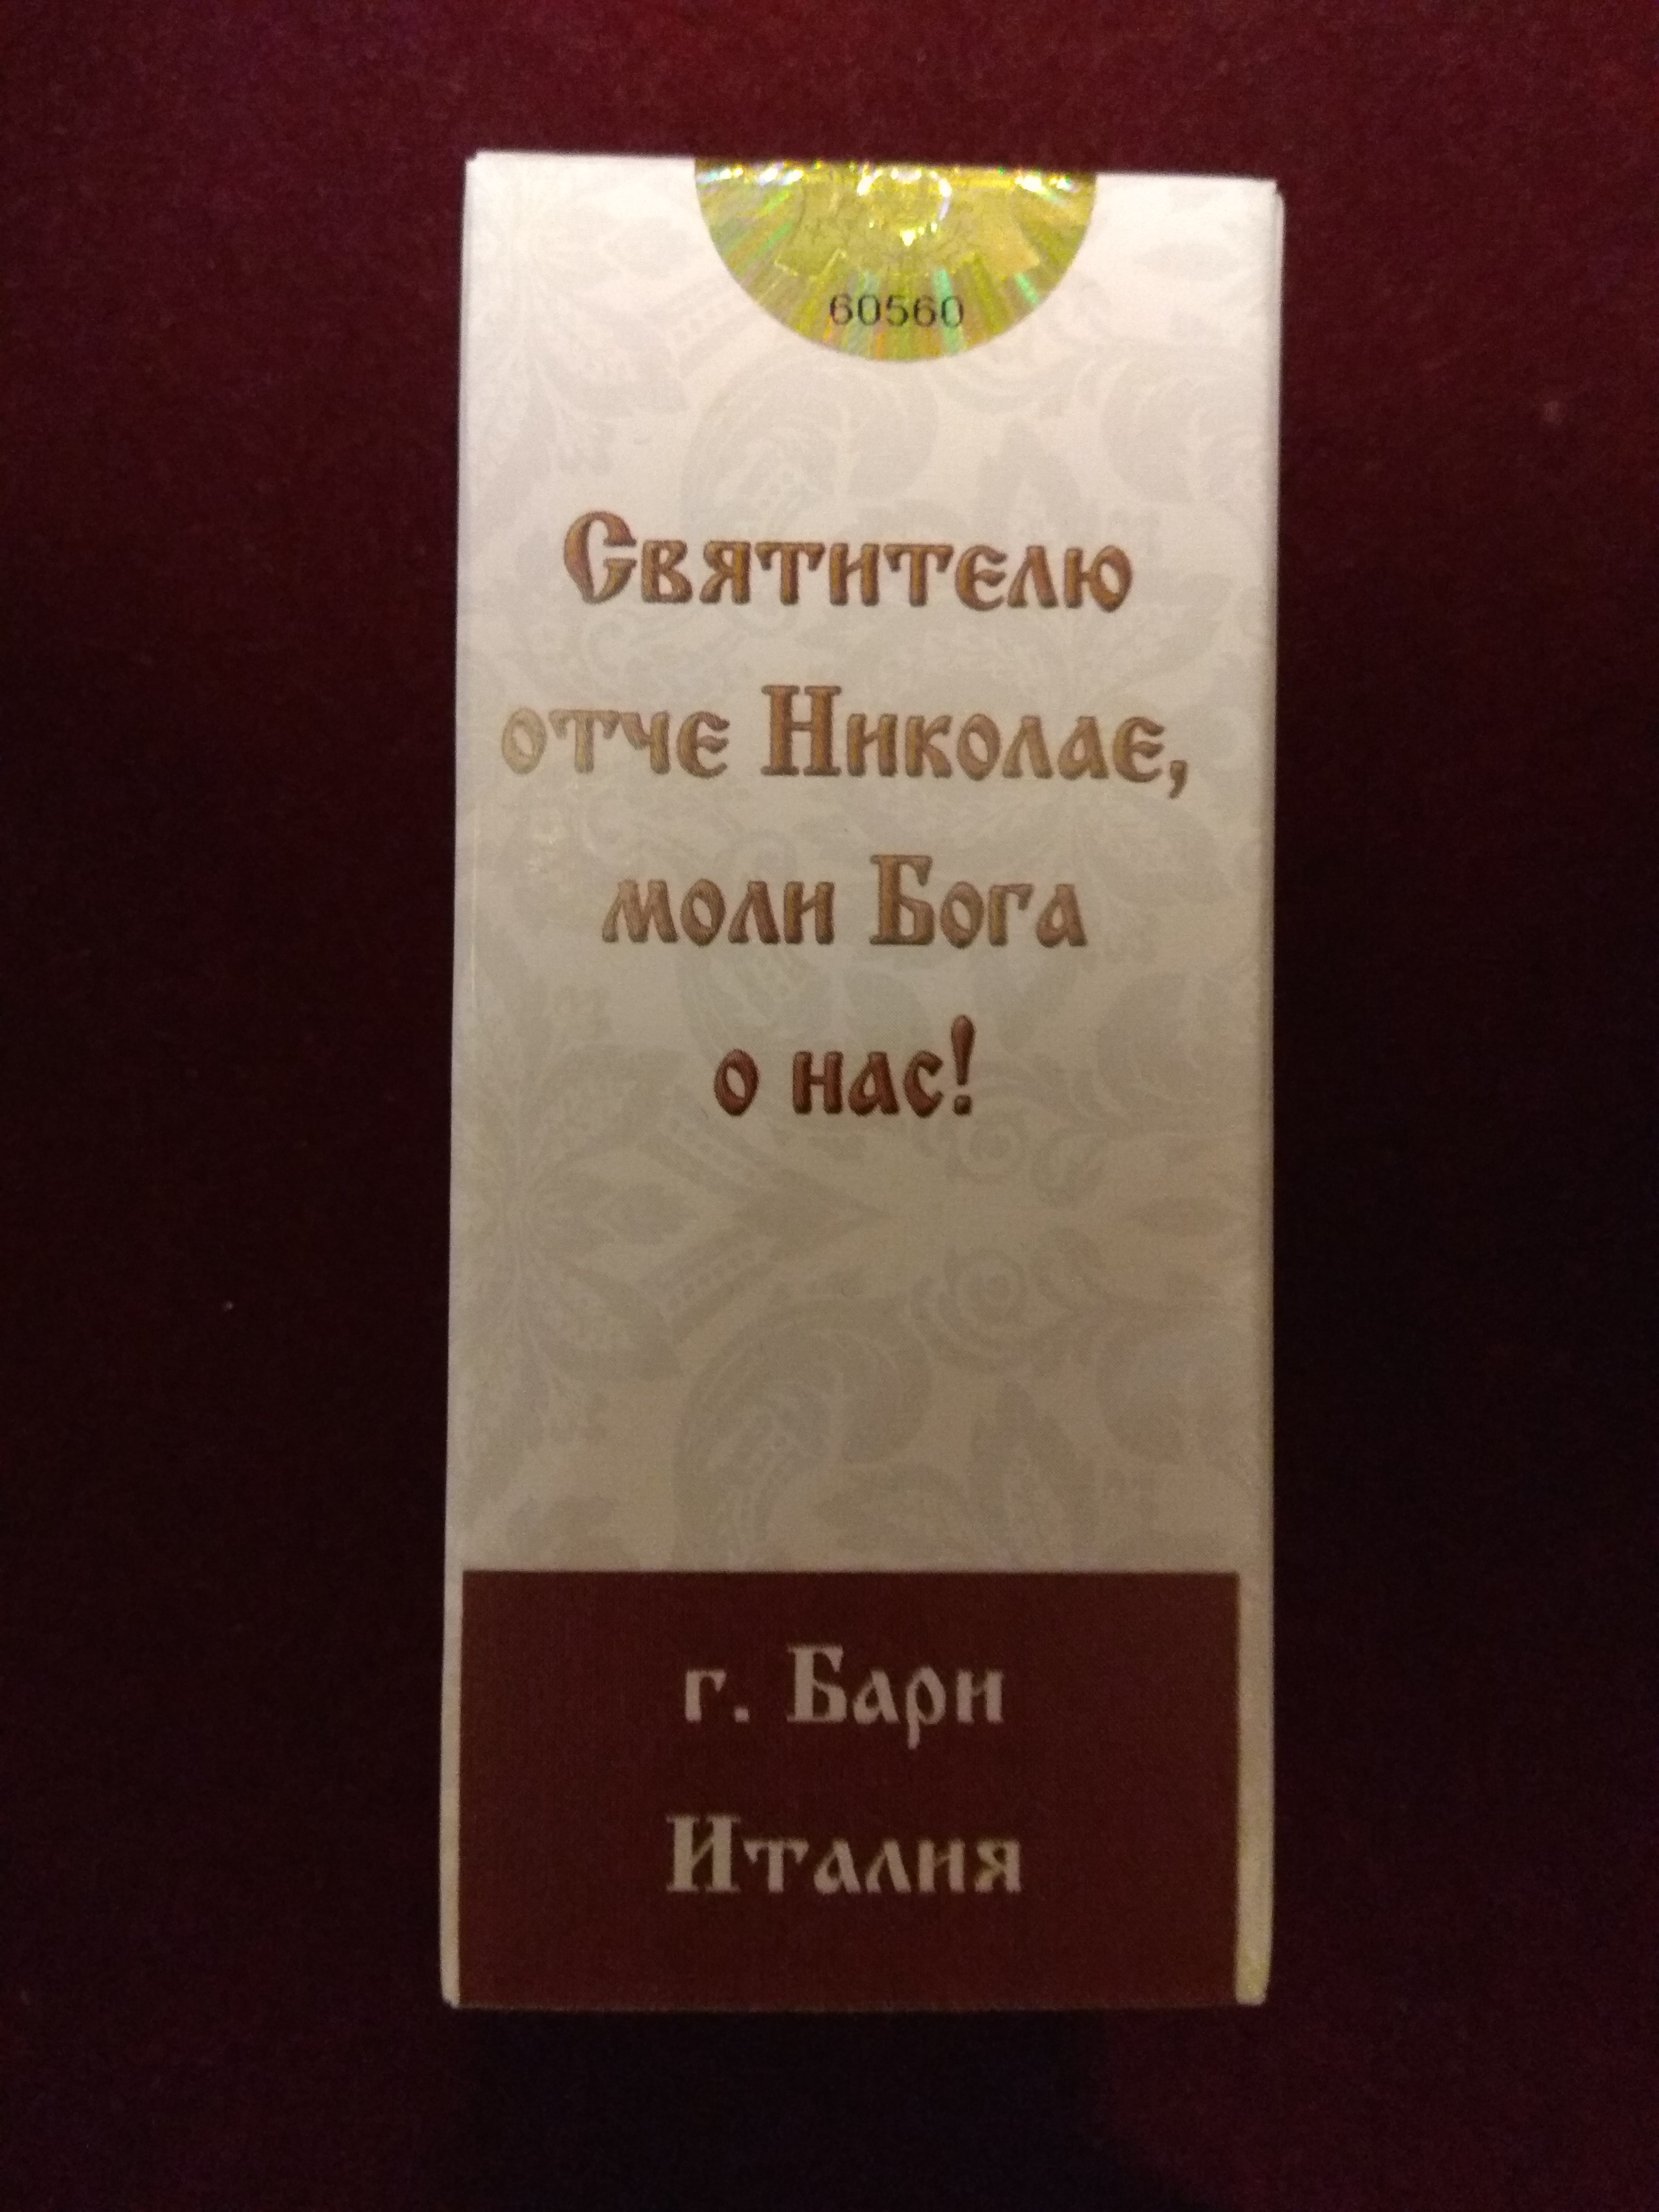 60560
Святителю
отче Николае,
моли Бога
о нас!
г. Бари
Италия